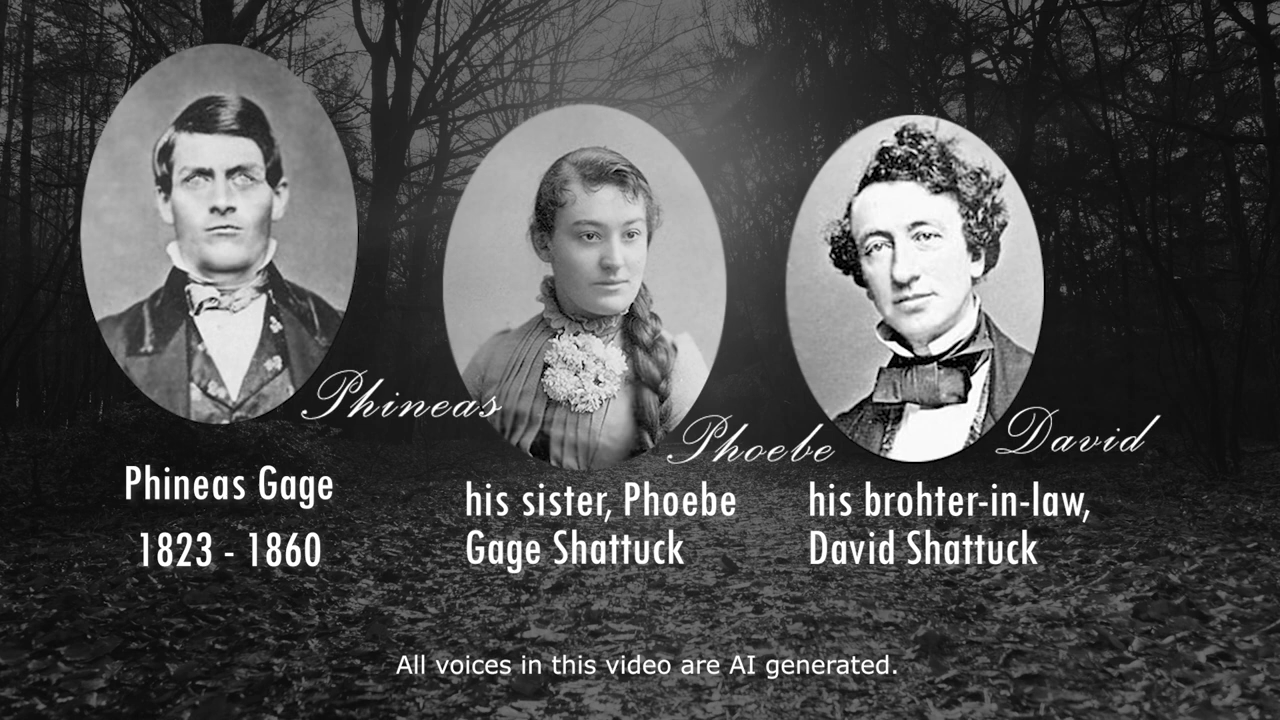 Phineas
Phoebe
David
Phineas Gage
1823 - 1860
his sister, Phoebe
Gage Shattuck
his brohter-in-law,
David Shattuck
All voices in this video are AI generated.